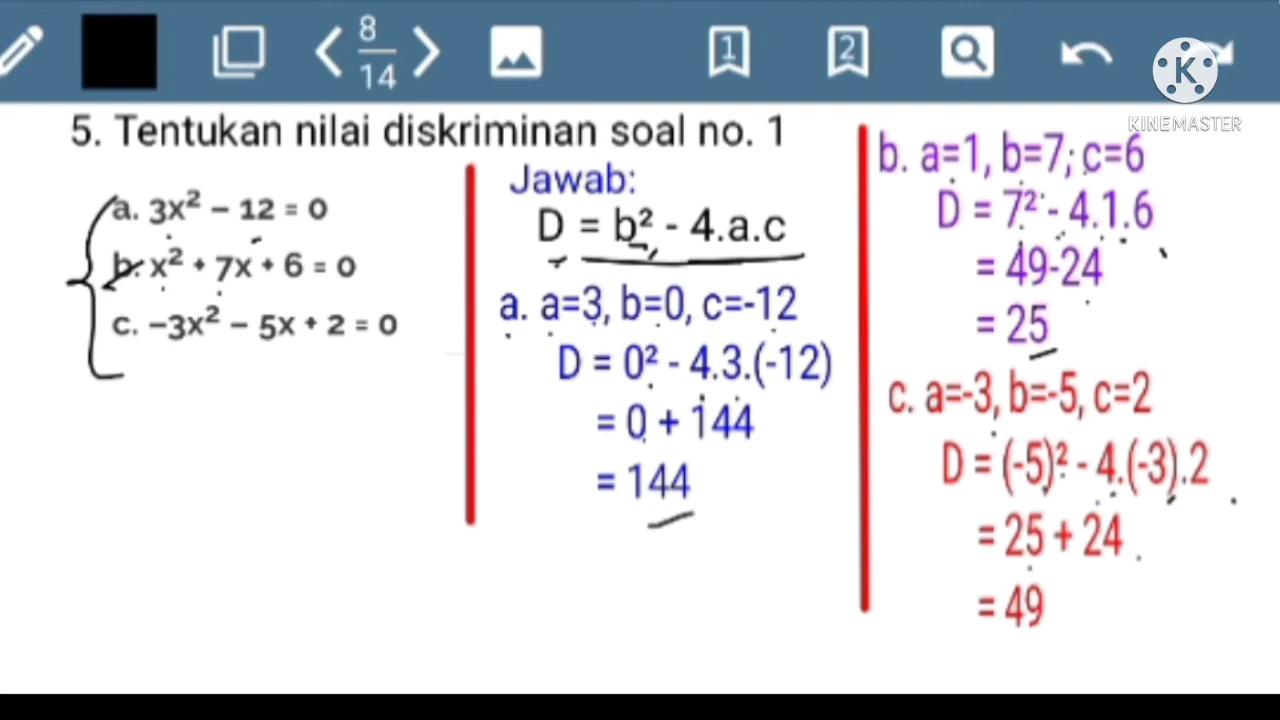 8
14
1
2
K
KINEMASTER
5. Tentukan nilai diskriminan soal no. 1
a. 3x² - 12 = 0
b. x² + 7x + 6 = 0
c. -3x² - 5x + 2 = 0
Jawab:
D = b² - 4.a.c
a. a=3, b=0, c=-12
D = 0² - 4.3.(-12)
= 0 + 144
= 144
b. a=1, b=7; c=6
D = 7² - 4.1.6
= 49-24
= 25
c. a=-3, b=-5, c=2
D = (-5)² - 4.(-3).2
= 25 + 24
= 49